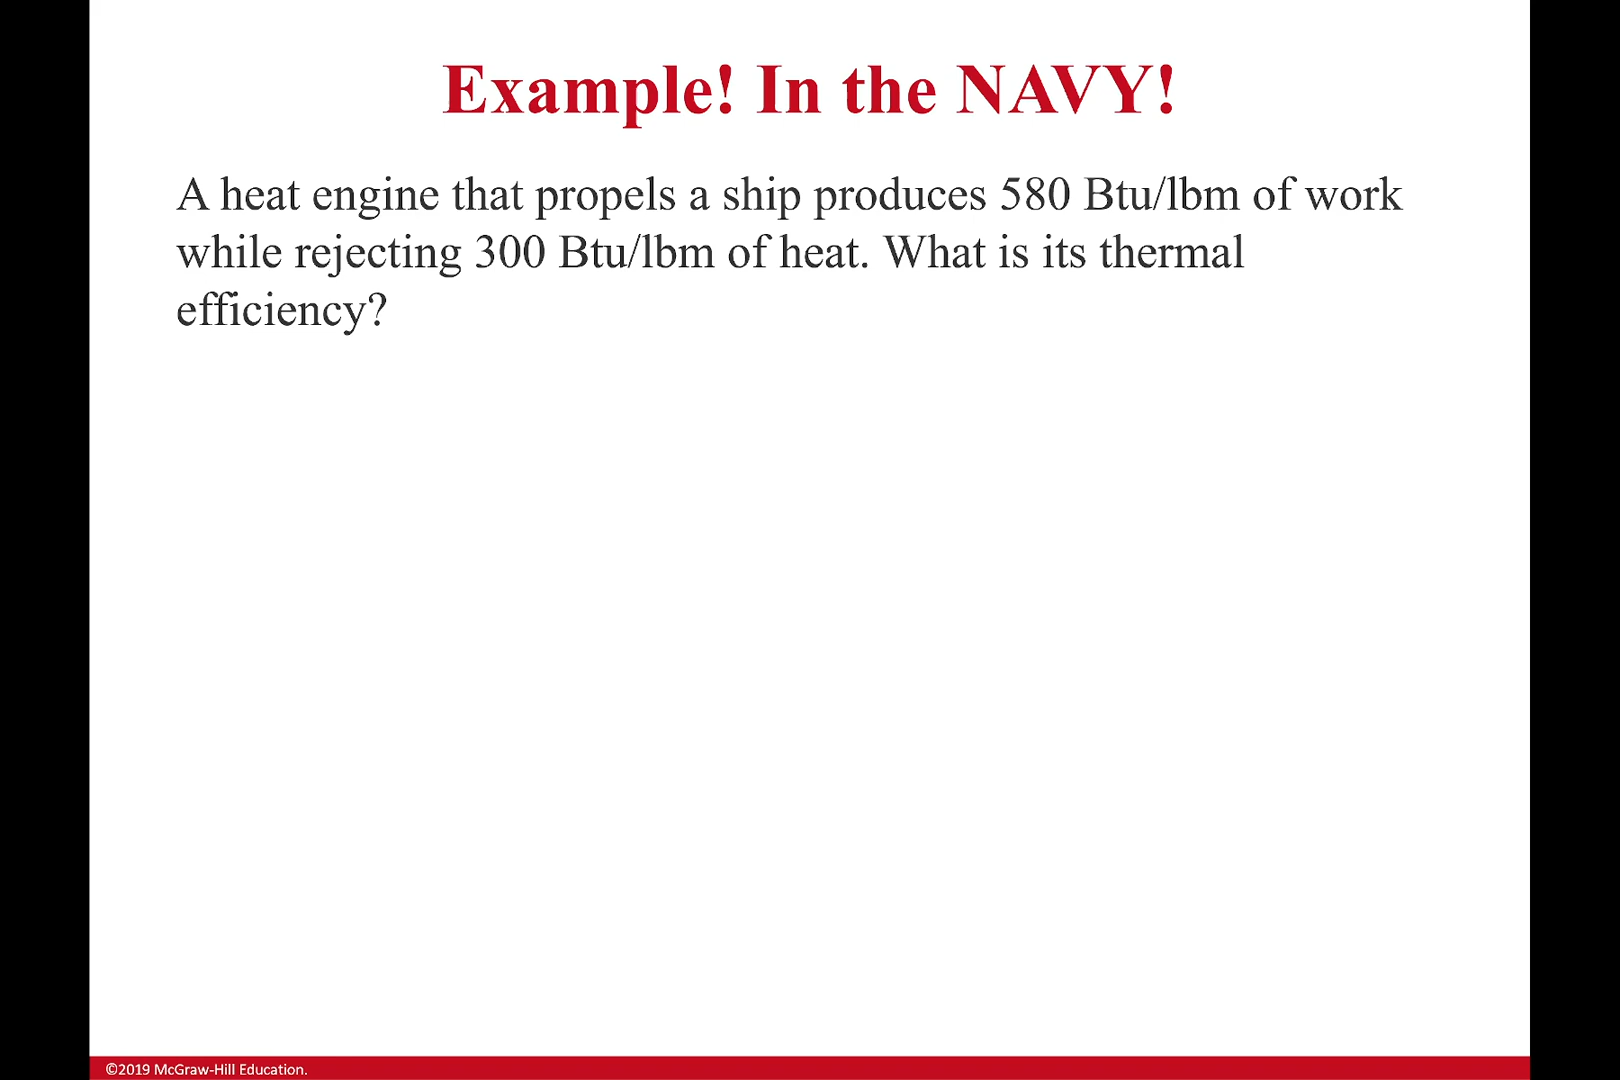 Example! In the NAVY!
A heat engine that propels a ship produces 580 Btu/lbm of work
while rejecting 300 Btu/lbm of heat. What is its thermal
efficiency?
©2019 McGraw-Hill Education.